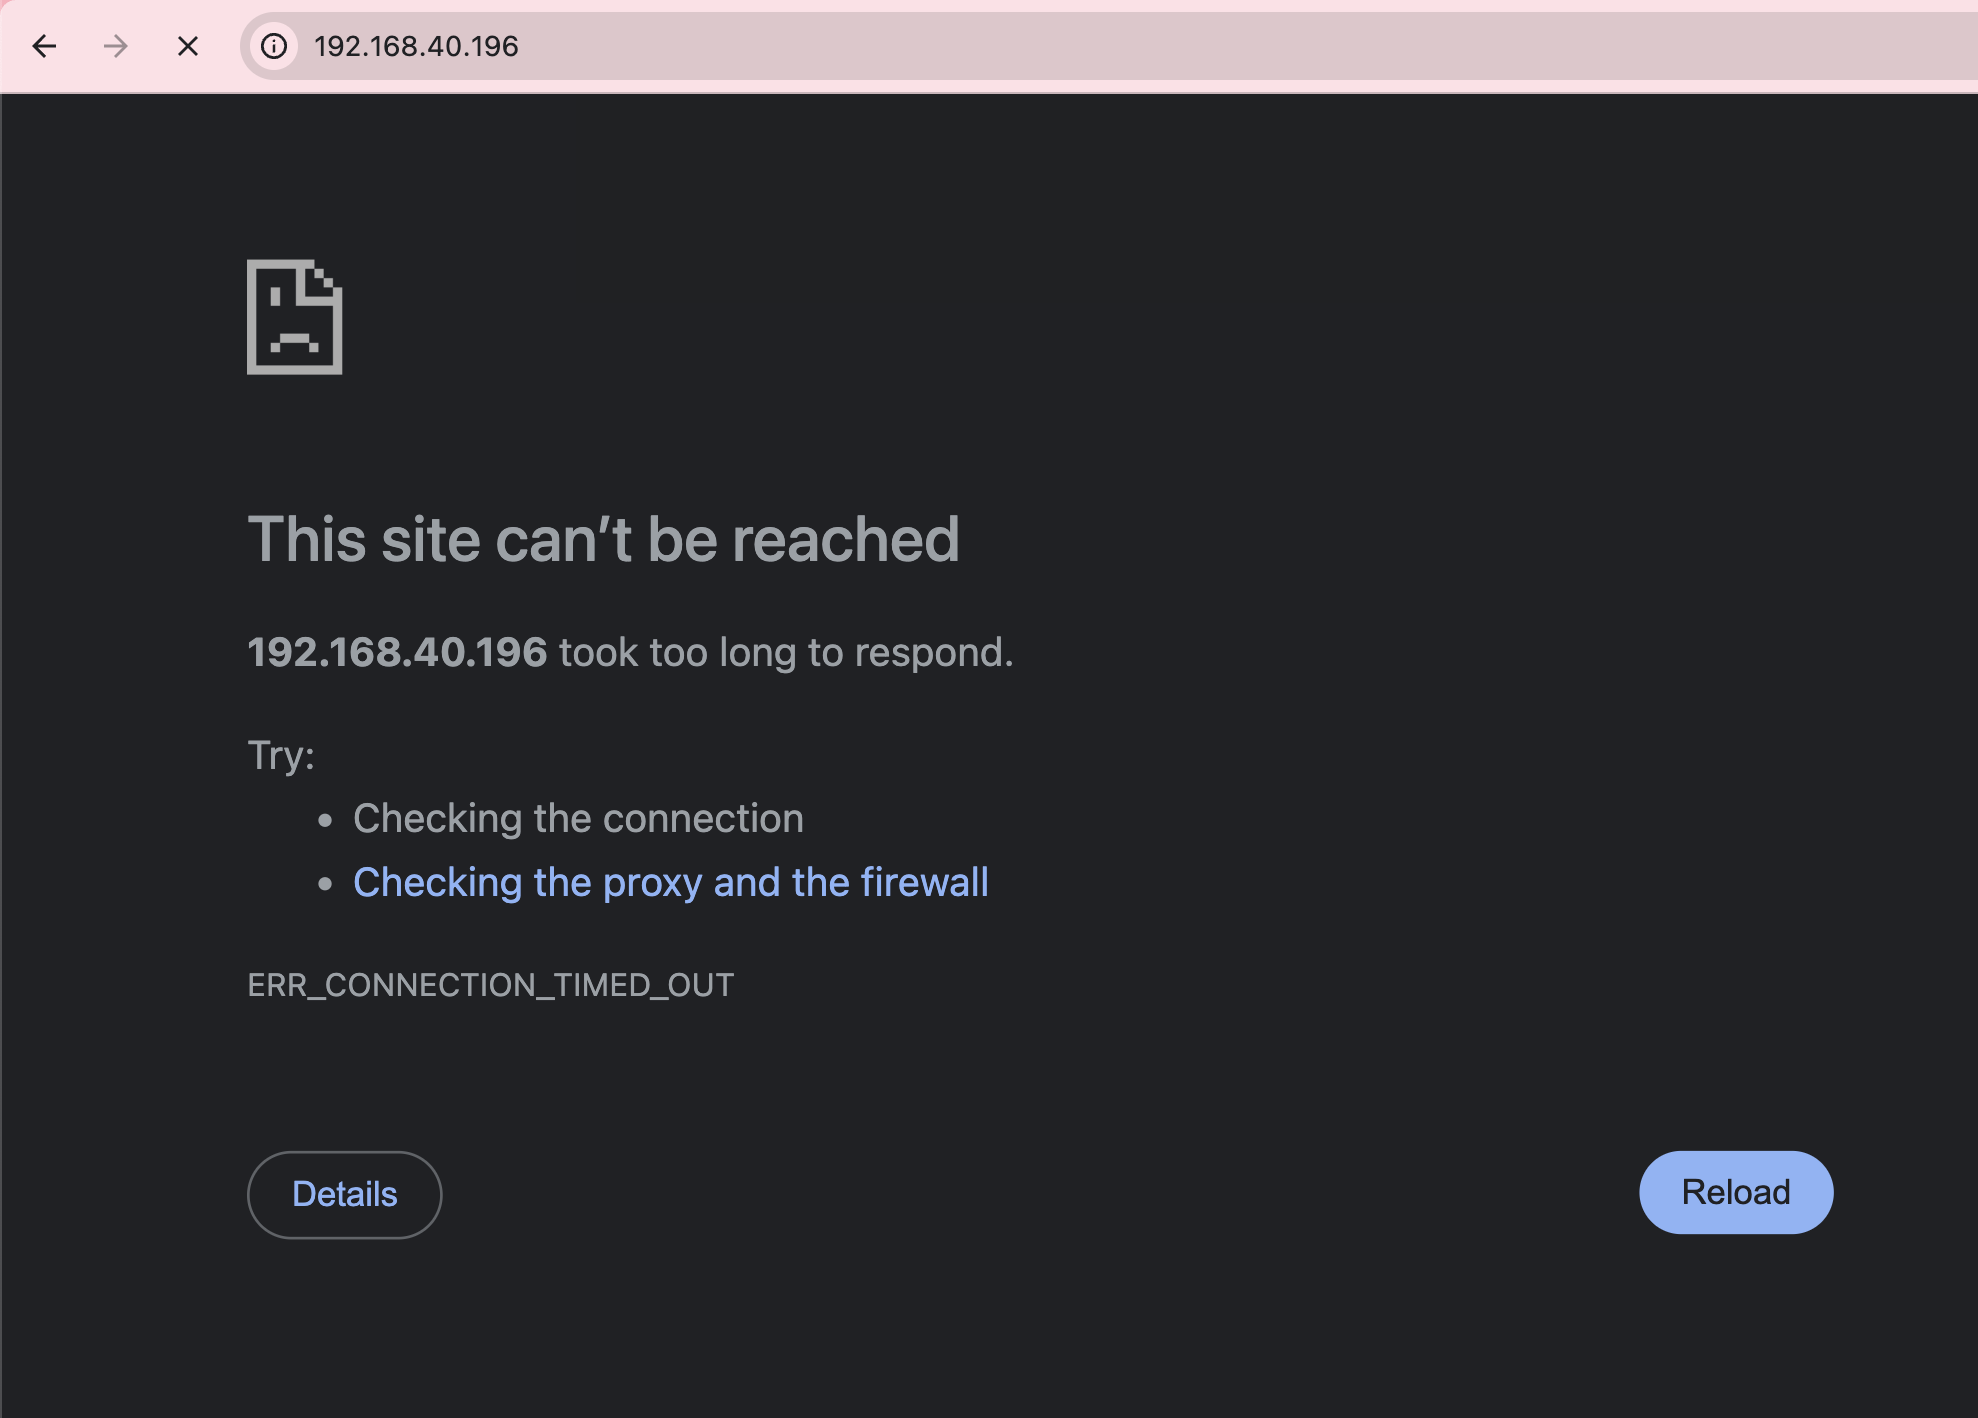 192.168.40.196
This site can’t be reached
192.168.40.196 took too long to respond.
Try:
• Checking the connection
• Checking the proxy and the firewall
ERR_CONNECTION_TIMED_OUT
Details
Reload